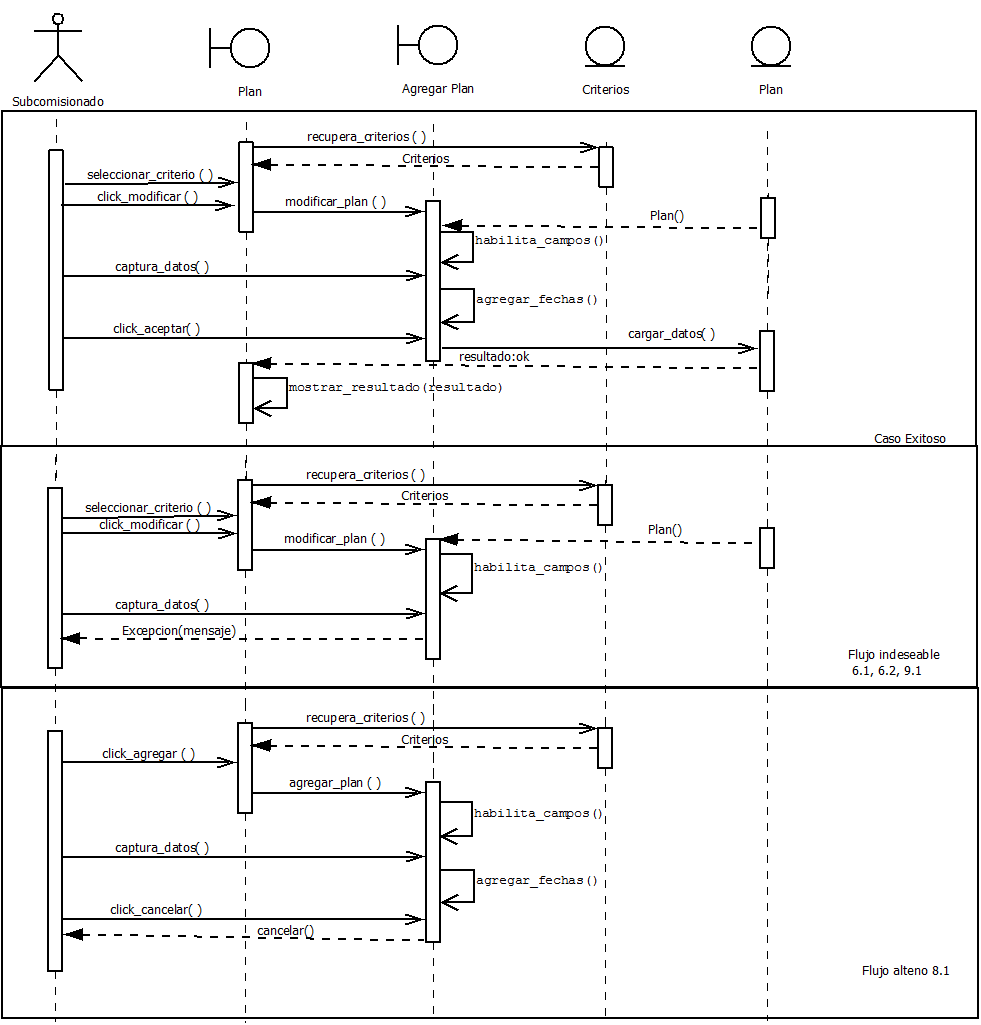 Subcomisionado
Plan
Agregar Plan
Criterios
Plan
recupera_criterios ( )
Criterios
seleccionar_criterio ( )
click_modificar ( )
modificar_plan ( )
Plan()
habilita_campos()
captura_datos( )
agregar_fechas()
click_aceptar( )
cargar_datos( )
resultado:ok
mostrar_resultado(resultado)
Caso Exitoso
recupera_criterios ( )
Criterios
seleccionar_criterio ( )
click_modificar ( )
modificar_plan ( )
Plan()
habilita_campos()
captura_datos( )
Excepcion(mensaje)
Flujo indeseable
6.1, 6.2, 9.1
recupera_criterios ( )
Criterios
click_agregar ( )
agregar_plan ( )
habilita_campos()
captura_datos( )
agregar_fechas()
click_cancelar( )
cancelar()
Flujo alteno 8.1